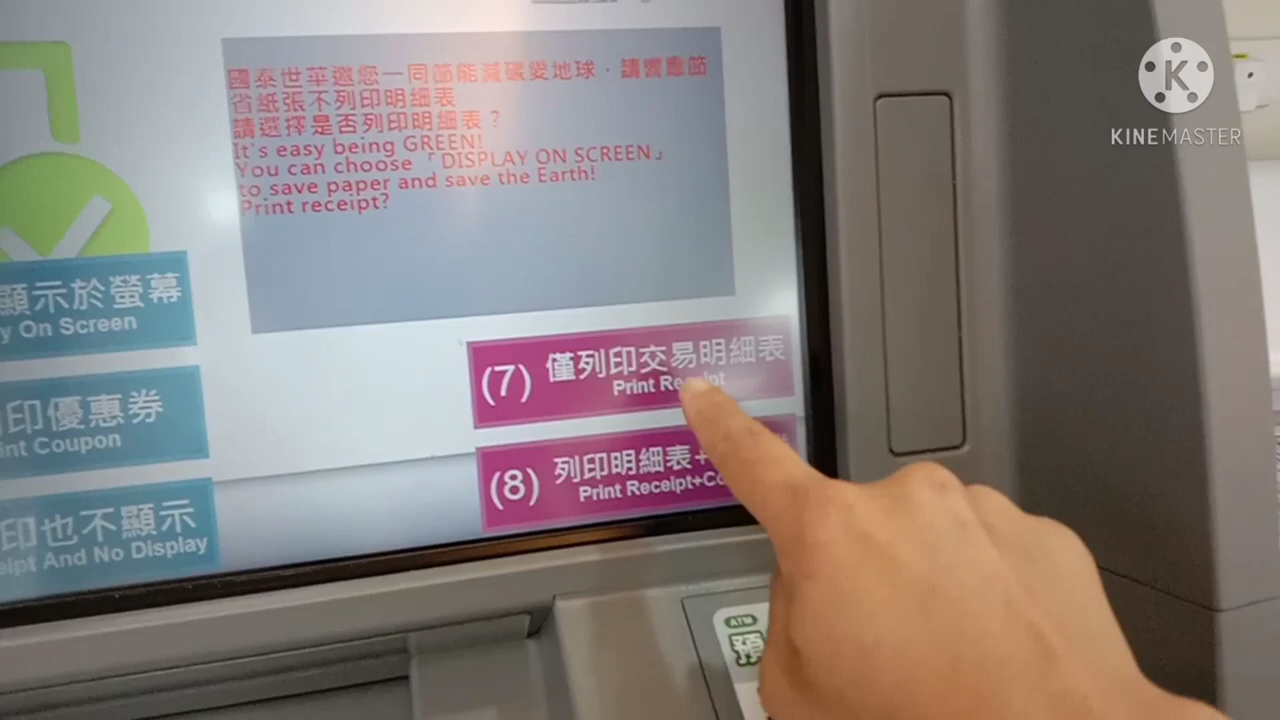 國泰世華邀您一同節能減碳愛地球，請響應節
省紙張不列印明細表
請選擇是否列印明細表？
It's easy being GREEN!
You can choose「DISPLAY ON SCREEN」
to save paper and save the Earth!
Print receipt?
顯示於螢幕
On Screen
印優惠券
Coupon
印也不顯示
And No Display
(7) 僅列印交易明細表
Print Receipt
(8) 列印明細表+
Print Receipt+
ATM
預
K
KINEMASTER